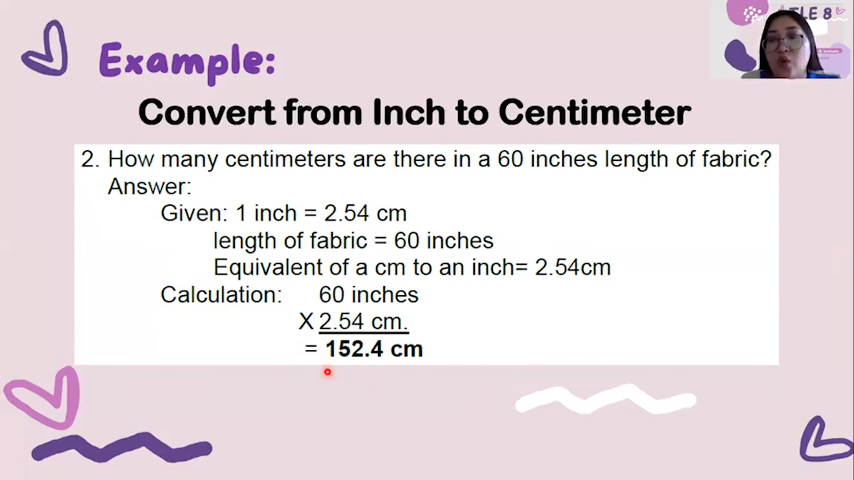 TLE 8
Example:
Convert from Inch to Centimeter
2. How many centimeters are there in a 60 inches length of fabric?
Answer:
Given: 1 inch = 2.54 cm
length of fabric = 60 inches
Equivalent of a cm to an inch= 2.54cm
Calculation: 60 inches
X 2.54 cm.
= 152.4 cm